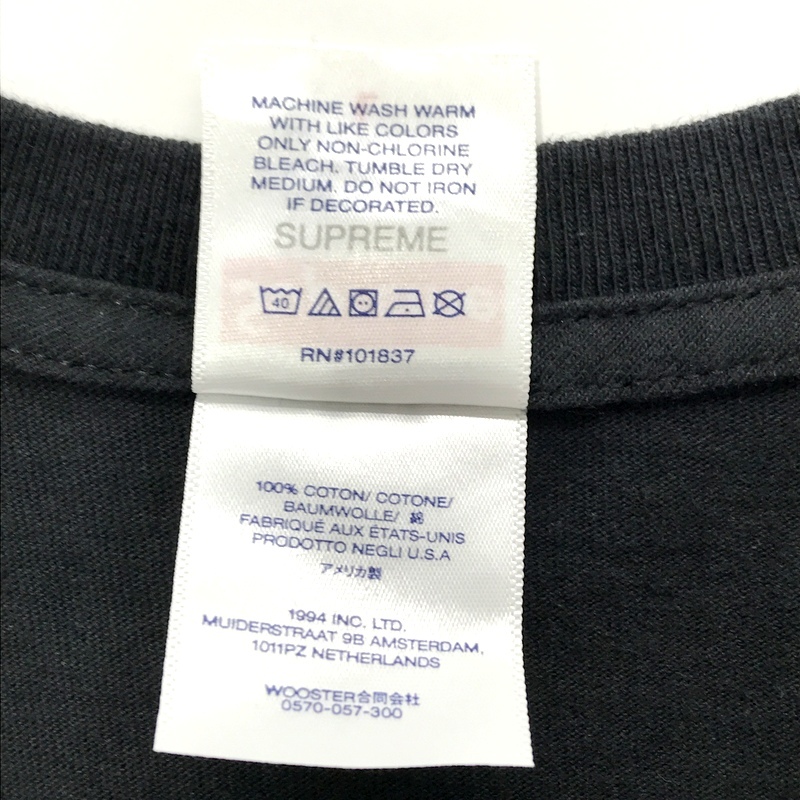 MACHINE WASH WARM
WITH LIKE COLORS
ONLY NON-CHLORINE
BLEACH. TUMBLE DRY
MEDIUM. DO NOT IRON
IF DECORATED.
SUPREME
40
RN#101837
100% COTON/ COTONE/
BAUMWOLLE/ 綿
FABRIQUÉ AUX ÉTATS-UNIS
PRODOTTO NEGLI U.S.A
アメリカ製
1994 INC. LTD.
MUIDERSTRAAT 9B AMSTERDAM,
1011PZ NETHERLANDS
WOOSTER合同会社
0570-057-300